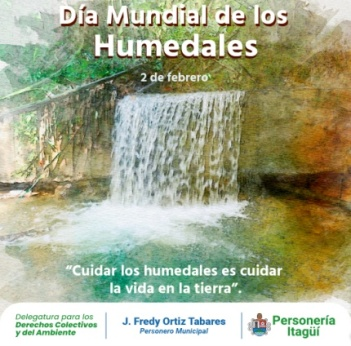 Día Mundial de los
Humedales
2 de febrero
“Cuidar los humedales es cuidar
la vida en la tierra”.
Delegatura para los
Derechos Colectivos
y del Ambiente
J. Fredy Ortiz Tabares
Personero Municipal
Personería
Itagüí